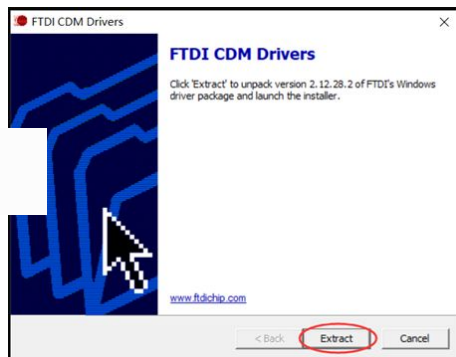 FTDI CDM Drivers
FTDI CDM Drivers
Click 'Extract' to unpack version 2.12.28.2 of FTDI's Windows
driver package and launch the installer.
www.ftdichip.com
< Back
Extract
Cancel